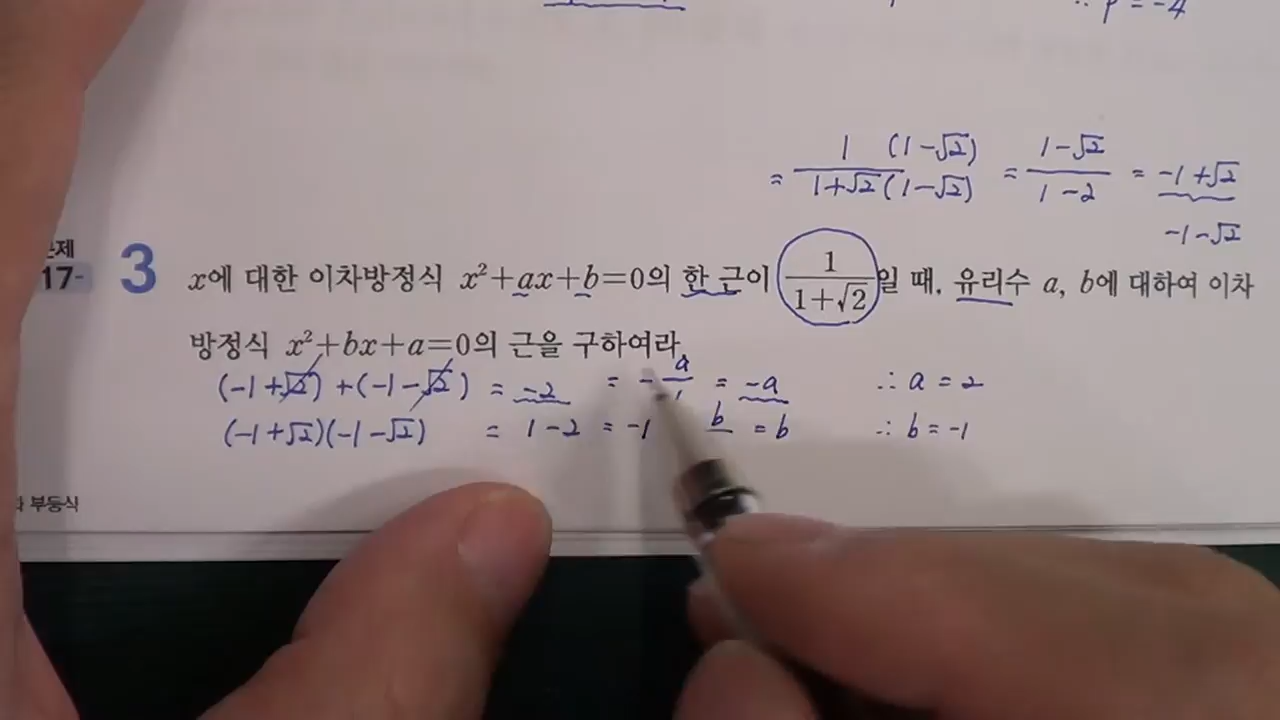 ∴ p = -4
= 1 (1-√2) / 1+√2 (1-√2) = 1-√2 / 1-2 = -1+√2
-1-√2
문제
17- 3 x에 대한 이차방정식 x²+ax+b=0의 한 근이 1/(1+√2) 일 때, 유리수 a, b에 대하여 이차
방정식 x²+bx+a=0의 근을 구하여라.
(-1+√2)+(-1-√2) = -2 = - a/1 = -a ∴ a = 2
(-1+√2)(-1-√2) = 1-2 = -1 b = b ∴ b = -1
부등식